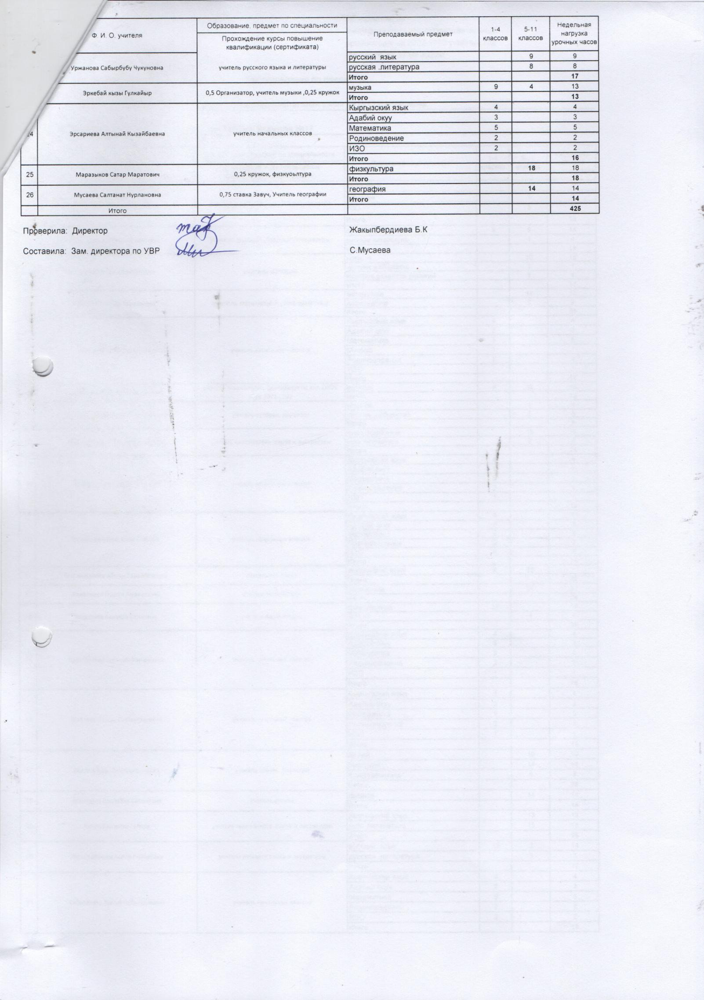 Ф. И. О. учителя Образование, предмет по специальности Преподаваемый предмет 1-4 классов 5-11 классов Недельная нагрузка урочных часов
Прохождение курсы повышение
квалификации (сертификата)
Уржанова Сабырбубу Чукуновна учитель русского языка и литературы русский язык 9 9
русская .литература 8 8
Итого 17
Эркебай кызы Гулкайыр 0,5 Организатор, учитель музыки ,0,25 кружок музыка 9 4 13
Итого 13
Эрсариева Алтынай Кызайбаевна учитель начальных классов Кыргызский язык 4 4
Адабий окуу 3 3
Математика 5 5
Родиноведение 2 2
ИЗО 2 2
Итого 16
25 Маразыков Сатар Маратович 0,25 кружок, физкуоьлтура физкультура 18 18
Итого 18
26 Мусаева Салтанат Нурлановна 0,75 ставка Завуч, Учитель географии география 14 14
Итого 14
Итого 425
Проверила: Директор Жакыпбердиева Б.К
Составила: Зам. директора по УВР С.Мусаева